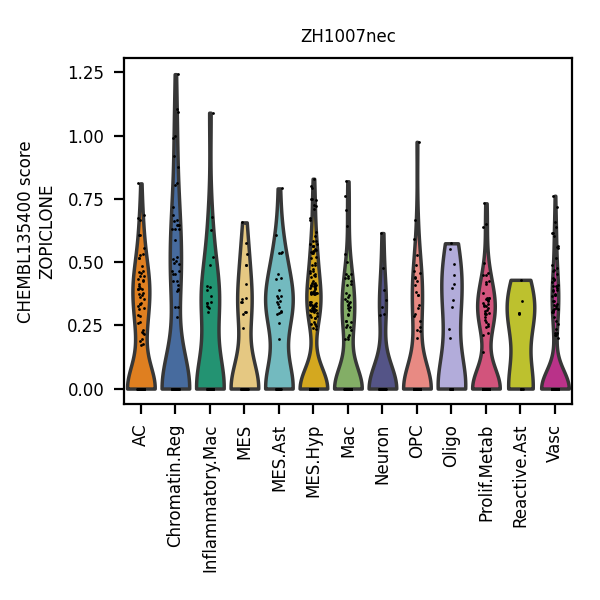 ZH1007nec
CHEMBL135400 score
ZOPICLONE
1.25
1.00
0.75
0.50
0.25
0.00
AC
Chromatin.Reg
Inflammatory.Mac
MES
MES.Ast
MES.Hyp
Mac
Neuron
OPC
Oligo
Prolif.Metab
Reactive.Ast
Vasc